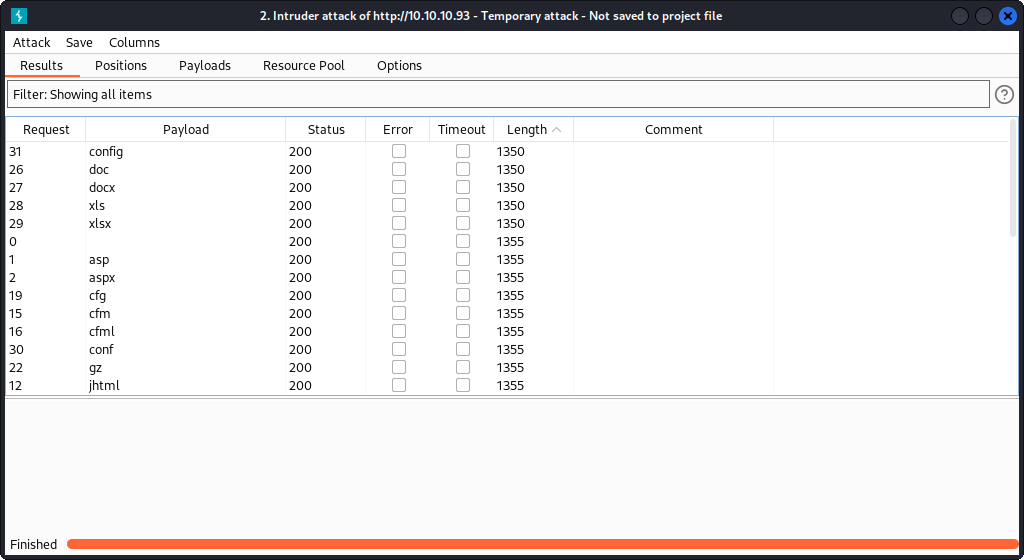 2. Intruder attack of http://10.10.10.93 - Temporary attack - Not saved to project file
Attack Save Columns
Results Positions Payloads Resource Pool Options
Filter: Showing all items ?
Request Payload Status Error Timeout Length Comment
31 config 200 1350
26 doc 200 1350
27 docx 200 1350
28 xls 200 1350
29 xlsx 200 1350
0 200 1355
1 asp 200 1355
2 aspx 200 1355
19 cfg 200 1355
15 cfm 200 1355
16 cfml 200 1355
30 conf 200 1355
22 gz 200 1355
12 jhtml 200 1355
Finished